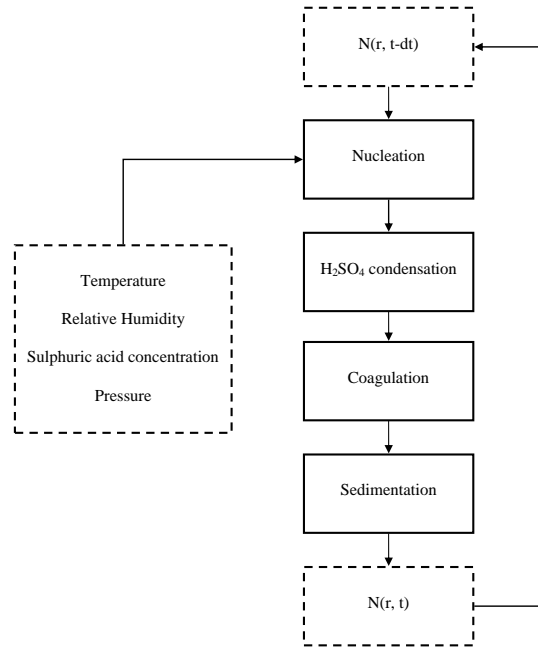 N(r, t-dt)
Nucleation
Temperature
Relative Humidity
Sulphuric acid concentration
Pressure
H₂SO₄ condensation
Coagulation
Sedimentation
N(r, t)